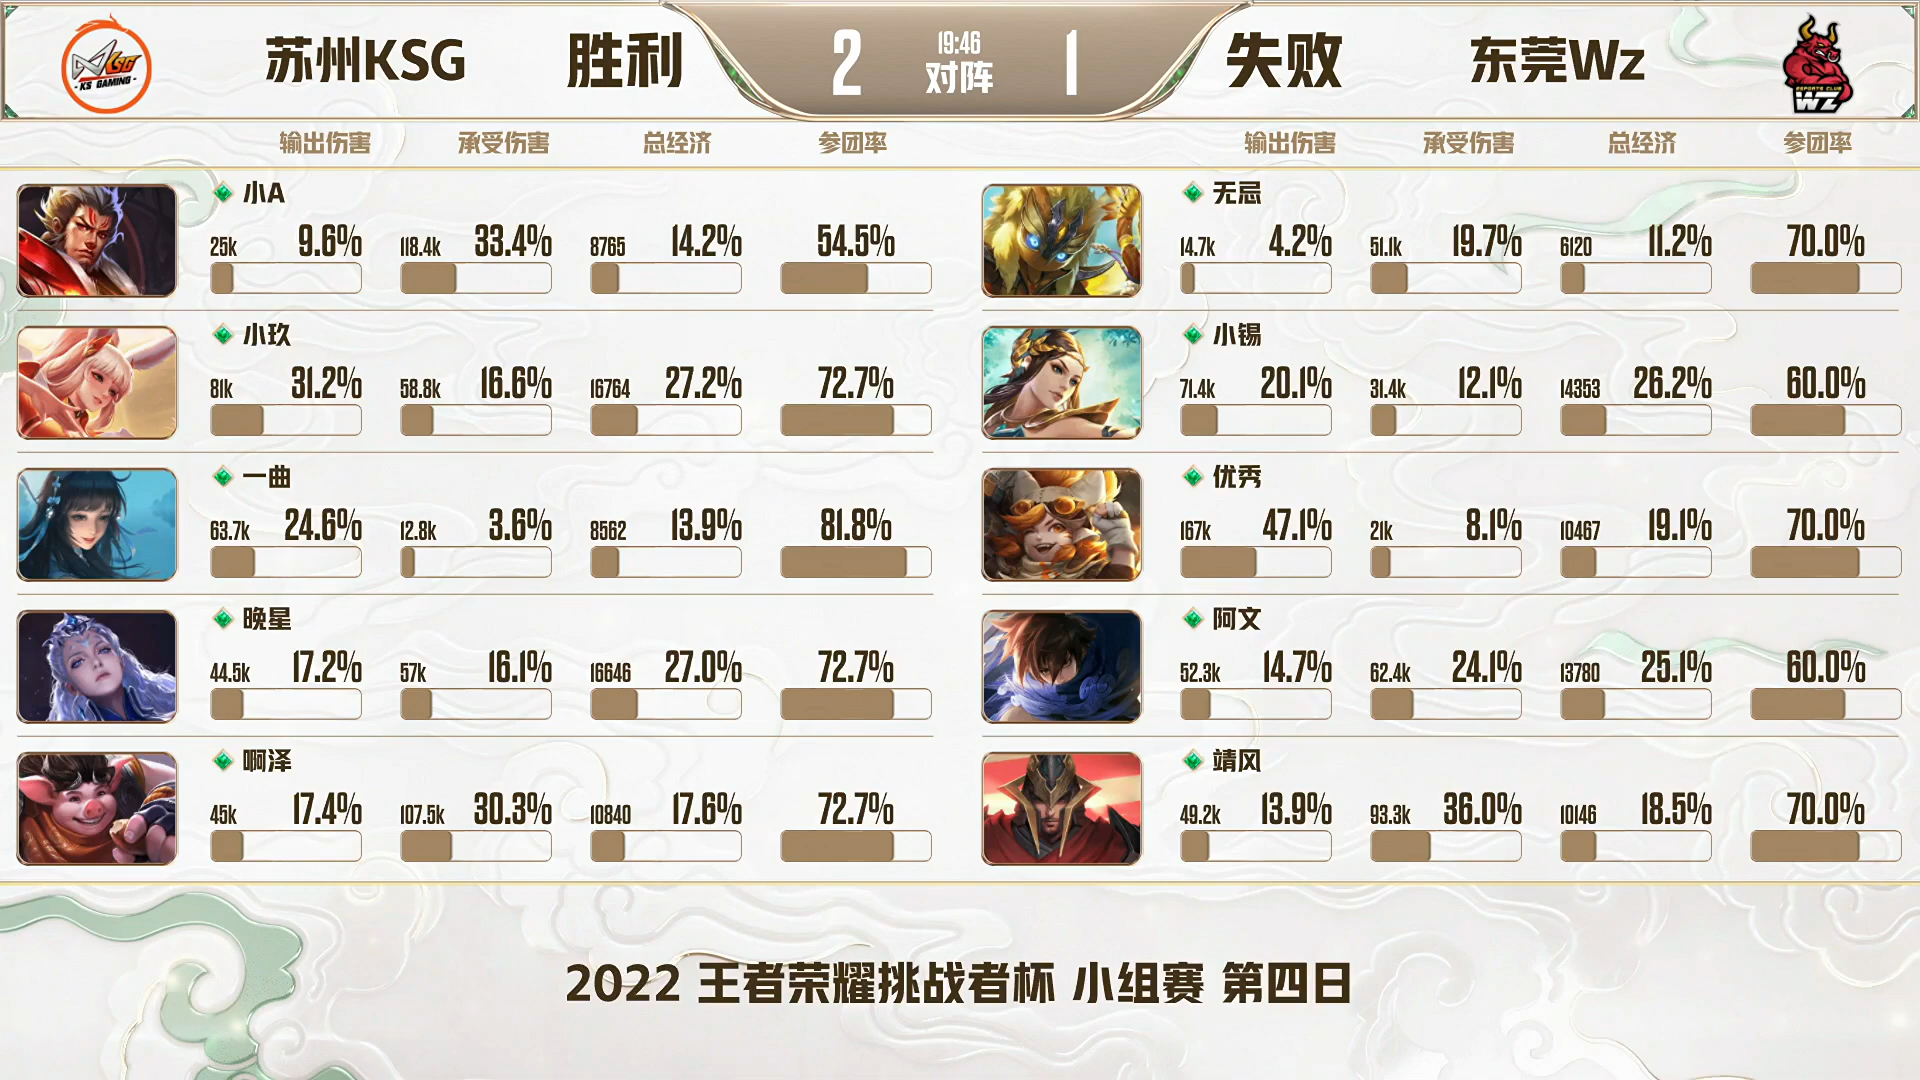 KSG
- KS GAMING -
苏州KSG
胜利
2
19:46
对阵
1
失败
东莞Wz
ESPORTS CLUB
WZ
输出伤害 承受伤害 总经济 参团率
输出伤害 承受伤害 总经济 参团率
小A
25k 9.6% 118.4k 33.4% 8765 14.2% 54.5%
小玖
81k 31.2% 58.8k 16.6% 16764 27.2% 72.7%
一曲
63.7k 24.6% 12.8k 3.6% 8562 13.9% 81.8%
晚星
44.5k 17.2% 57k 16.1% 16646 27.0% 72.7%
啊泽
45k 17.4% 107.5k 30.3% 10840 17.6% 72.7%
无忌
14.7k 4.2% 51.1k 19.7% 6120 11.2% 70.0%
小锡
71.4k 20.1% 31.4k 12.1% 14353 26.2% 60.0%
优秀
167k 47.1% 21k 8.1% 10467 19.1% 70.0%
阿文
52.3k 14.7% 62.4k 24.1% 13780 25.1% 60.0%
靖风
49.2k 13.9% 93.3k 36.0% 10146 18.5% 70.0%
2022 王者荣耀挑战者杯 小组赛 第四日